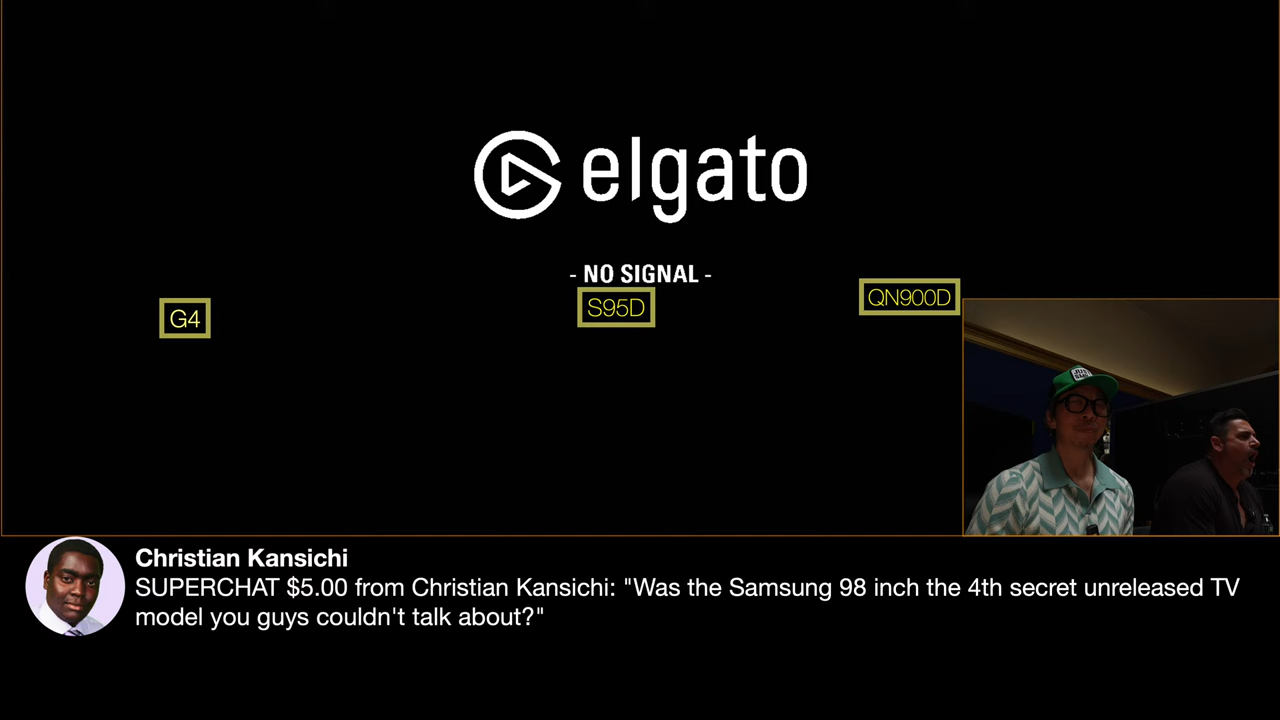 elgato
- NO SIGNAL -
G4
S95D
QN900D
Christian Kansichi
SUPERCHAT $5.00 from Christian Kansichi: "Was the Samsung 98 inch the 4th secret unreleased TV
model you guys couldn't talk about?"